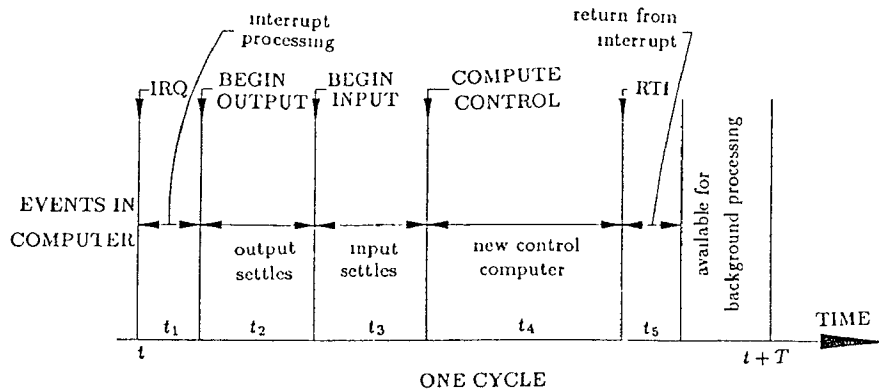 interrupt
processing
return from
interrupt
IRQ
BEGIN
OUTPUT
BEGIN
INPUT
COMPUTE
CONTROL
RTI
EVENTS IN
COMPUTER
output
settles
input
settles
new control
computer
available for
background processing
t₁
t₂
t₃
t₄
t₅
TIME
t
t + T
ONE CYCLE